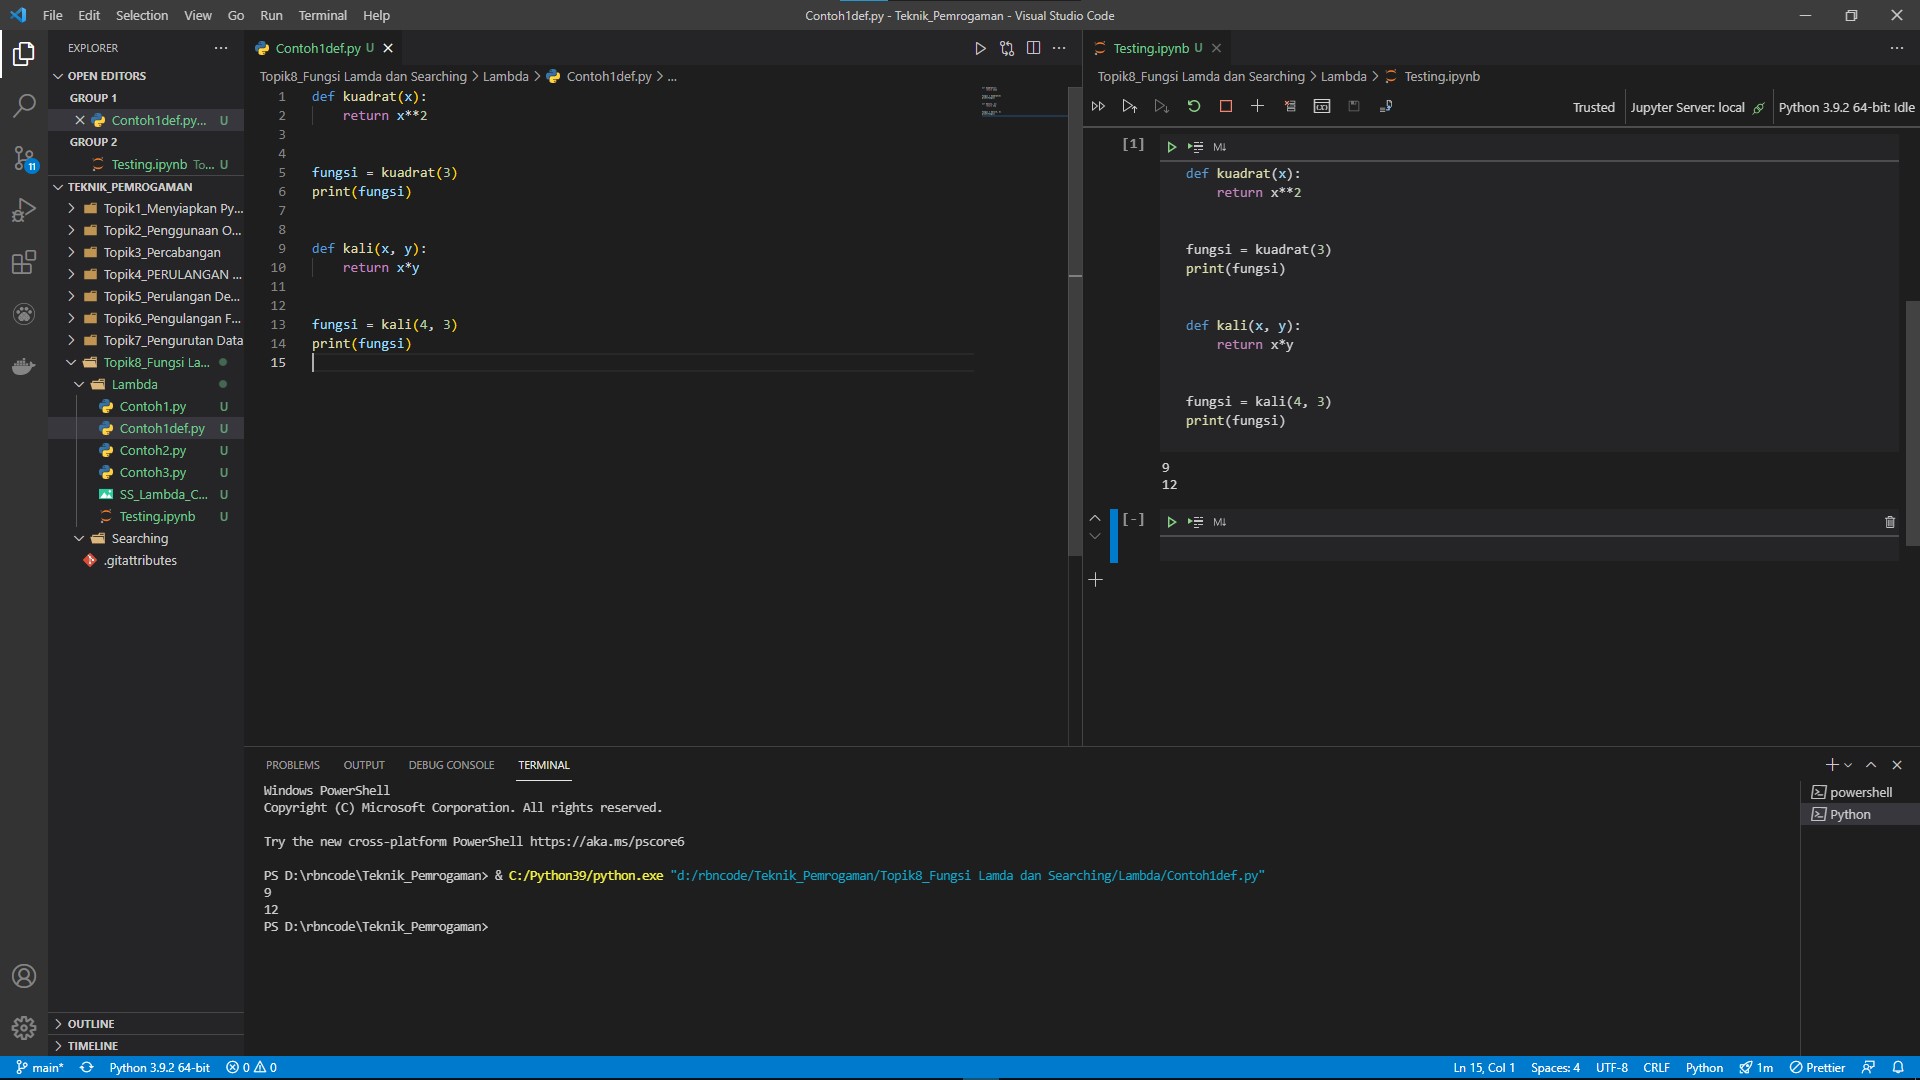 File Edit Selection View Go Run Terminal Help
Contoh1def.py - Teknik_Pemrogaman - Visual Studio Code
EXPLORER
OPEN EDITORS
GROUP 1
Contoh1def.py... U
GROUP 2
Testing.ipynb To... U
TEKNIK_PEMROGAMAN
Topik1_Menyiapkan Py...
Topik2_Penggunaan O...
Topik3_Percabangan
Topik4_PERULANGAN ...
Topik5_Perulangan De...
Topik6_Pengulangan F...
Topik7_Pengurutan Data
Topik8_Fungsi La...
Lambda
Contoh1.py U
Contoh1def.py U
Contoh2.py U
Contoh3.py U
SS_Lambda_C... U
Testing.ipynb U
Searching
.gitattributes
OUTLINE
TIMELINE
11
Contoh1def.py U
Topik8_Fungsi Lamda dan Searching > Lambda > Contoh1def.py > ...
1 def kuadrat(x):
2     return x**2
3
4
5 fungsi = kuadrat(3)
6 print(fungsi)
7
8
9 def kali(x, y):
10     return x*y
11
12
13 fungsi = kali(4, 3)
14 print(fungsi)
15
Testing.ipynb U
Topik8_Fungsi Lamda dan Searching > Lambda > Testing.ipynb
Trusted Jupyter Server: local Python 3.9.2 64-bit: Idle
[1] M↓
def kuadrat(x):
    return x**2
fungsi = kuadrat(3)
print(fungsi)
def kali(x, y):
    return x*y
fungsi = kali(4, 3)
print(fungsi)
9
12
[-] M↓
PROBLEMS OUTPUT DEBUG CONSOLE TERMINAL
Windows PowerShell
Copyright (C) Microsoft Corporation. All rights reserved.
Try the new cross-platform PowerShell https://aka.ms/pscore6
PS D:\rbncode\Teknik_Pemrogaman> & C:/Python39/python.exe "d:/rbncode/Teknik_Pemrogaman/Topik8_Fungsi Lamda dan Searching/Lambda/Contoh1def.py"
9
12
PS D:\rbncode\Teknik_Pemrogaman>
powershell
Python
main* Python 3.9.2 64-bit 0 0
Ln 15, Col 1 Spaces: 4 UTF-8 CRLF Python 1m Prettier